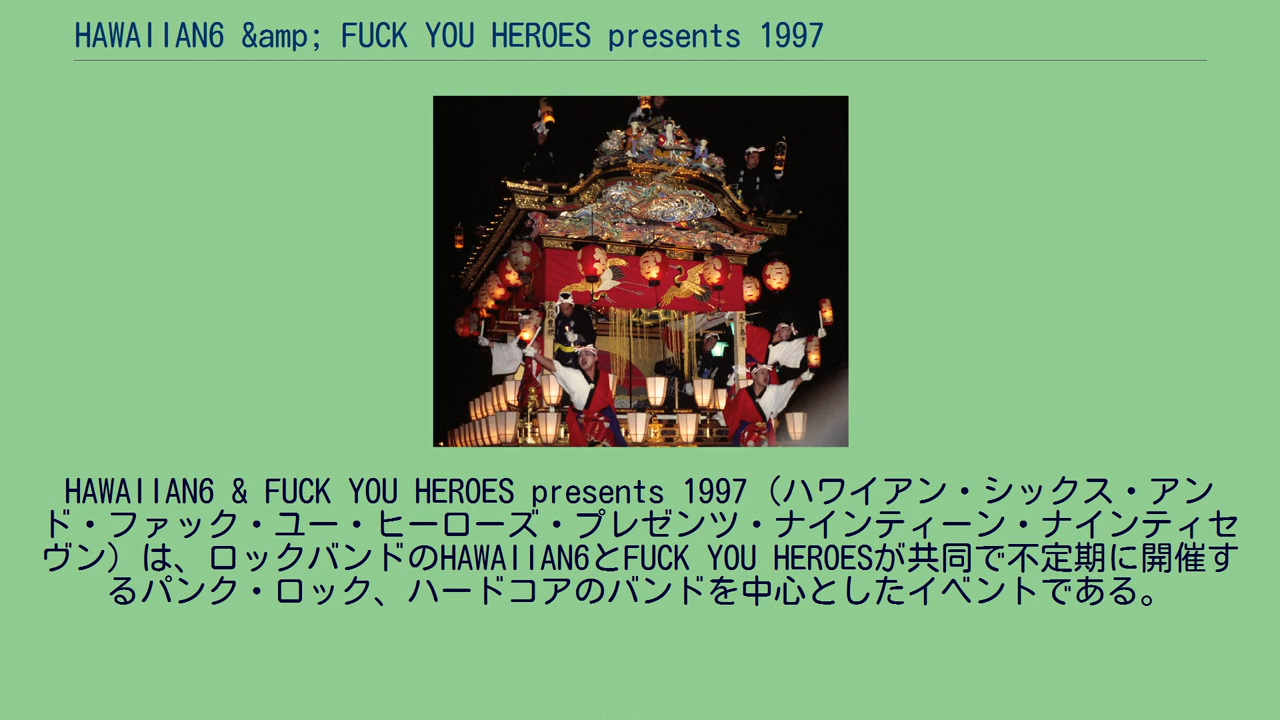 HAWAIIAN6 &amp; FUCK YOU HEROES presents 1997
HAWAIIAN6 & FUCK YOU HEROES presents 1997（ハワイアン・シックス・アン
ド・ファック・ユー・ヒーローズ・プレゼンツ・ナインティーン・ナインティセ
ヴン）は、ロックバンドのHAWAIIAN6とFUCK YOU HEROESが共同で不定期に開催す
るパンク・ロック、ハードコアのバンドを中心としたイベントである。